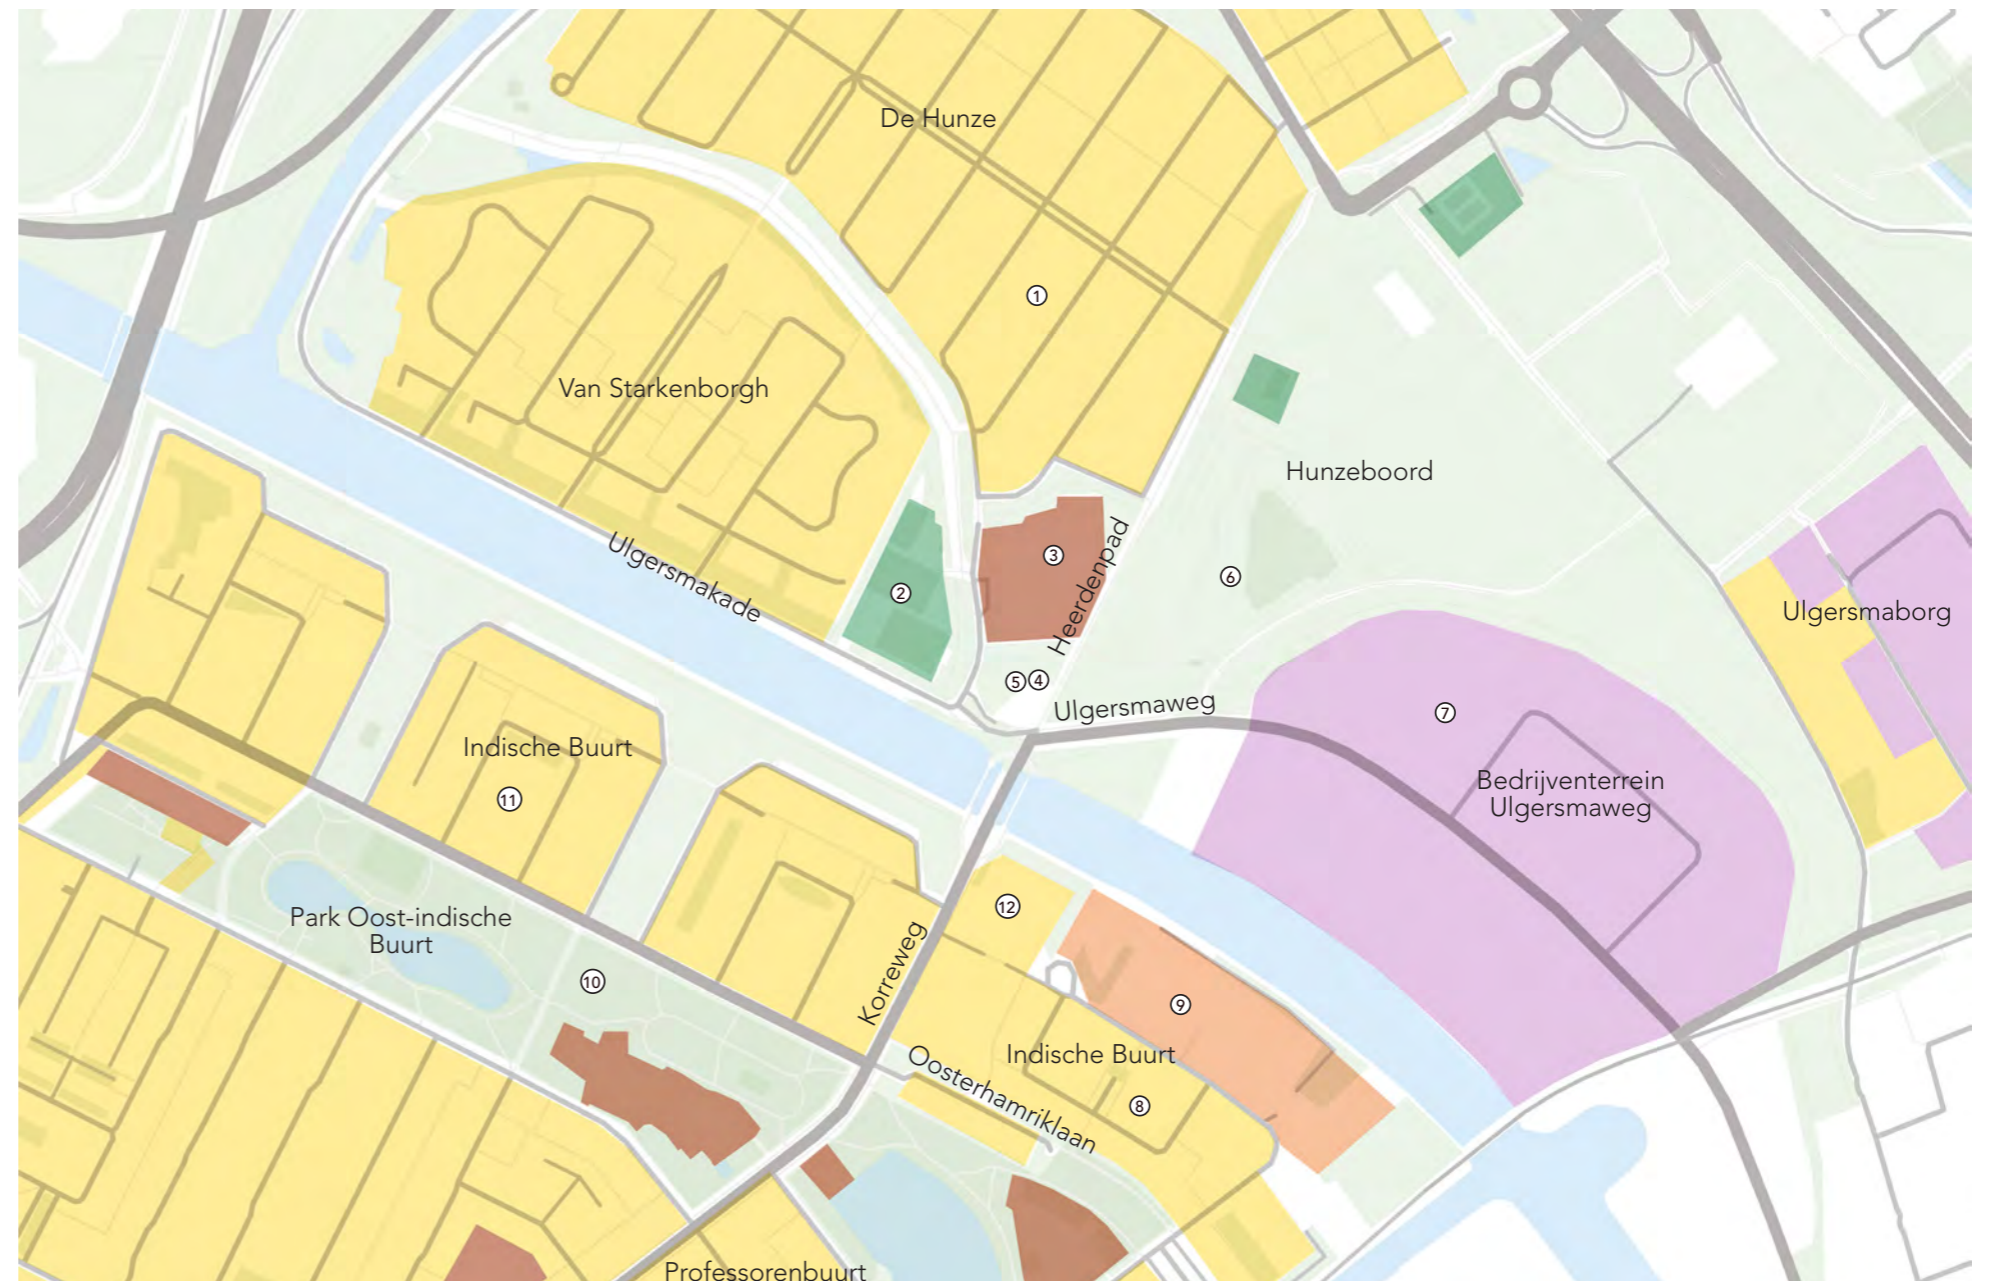 De Hunze
①
Van Starkenborgh
Hunzeboord
Ulgersmakade
②
③
Heerdenpad
⑥
Ulgersmaborg
⑤④
Ulgersmaweg
⑦
Indische Buurt
⑪
Bedrijventerrein
Ulgersmaweg
Park Oost-indische
Buurt
⑫
Korreweg
⑩
⑨
Indische Buurt
Oosterhamriklaan
⑧
Professorenbuurt